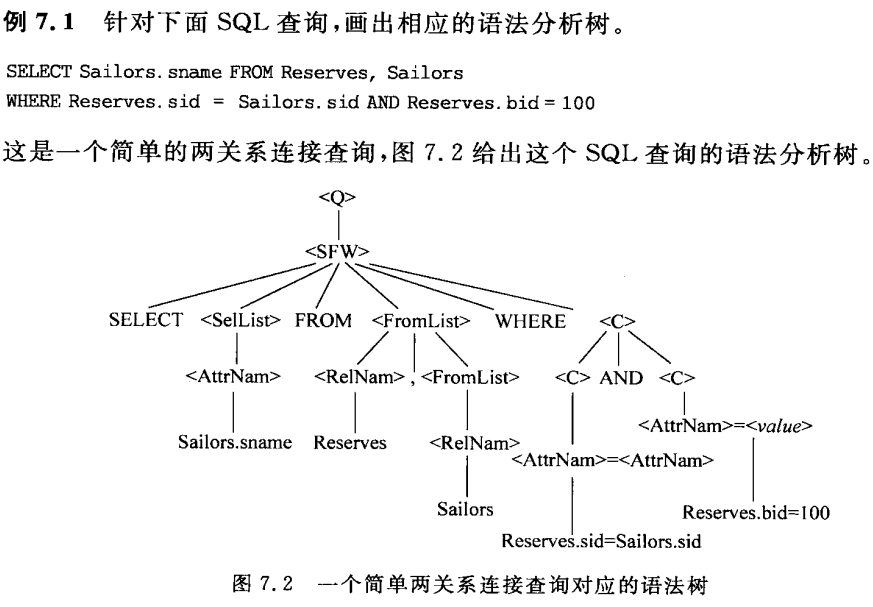 例 7.1 针对下面 SQL 查询,画出相应的语法分析树。
SELECT Sailors.sname FROM Reserves, Sailors
WHERE Reserves.sid = Sailors.sid AND Reserves.bid=100
这是一个简单的两关系连接查询,图 7.2 给出这个 SQL 查询的语法分析树。
<Q>
<SFW>
SELECT <SelList> FROM <FromList> WHERE <C>
<AttrNam> <RelNam> , <FromList> <C> AND <C>
<AttrNam>=<value>
Sailors.sname Reserves <RelNam>
<AttrNam>=<AttrNam>
Sailors Reserves.bid=100
Reserves.sid=Sailors.sid
图 7.2 一个简单两关系连接查询对应的语法树